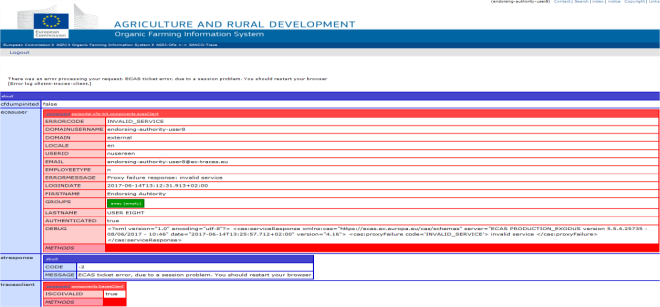 (endorsing-authority-user8) Contact | Search | Index | notice Copyright | Links
European
Commission
AGRICULTURE AND RURAL DEVELOPMENT
Organic Farming Information System
European Commission > AGRI > Organic Farming Information System > AGRI-Ofis <-> SANCO-Trace
Logout
There was an error processing your request: ECAS ticket error, due to a session problem. You should restart your browser
[Error log ofisint-traces-client.]
struct
cfdumpinited false
ecasuser
ERRORCODE INVALID_SERVICE
DOMAINUSERNAME endorsing-authority-user8
DOMAIN external
LOCALE en
USERID nusereen
EMAIL endorsing-authority-user8@ec-traces.eu
EMPLOYEETYPE n
ERRORMESSAGE Proxy failure response: invalid service
LOGINDATE 2017-06-14T13:12:31.913+02:00
FIRSTNAME Endorsing Auhtority
GROUPS array [empty]
LASTNAME USER EIGHT
AUTHENTICATED true
DEBUG <?xml version="1.0" encoding="utf-8"?> <cas:serviceResponse xmlns:cas="https://ecas.ec.europa.eu/cas/schemas" server="ECAS PRODUCTION_EXODUS version 5.5.4.25735 -
08/06/2017 - 10:46" date="2017-06-14T13:25:57.712+02:00" version="4.16"> <cas:proxyFailure code='INVALID_SERVICE'> invalid service </cas:proxyFailure>
</cas:serviceResponse>
METHODS
struct
CODE -2
MESSAGE ECAS ticket error, due to a session problem. You should restart your browser
tracesclient
ISCOIVALID true
METHODS